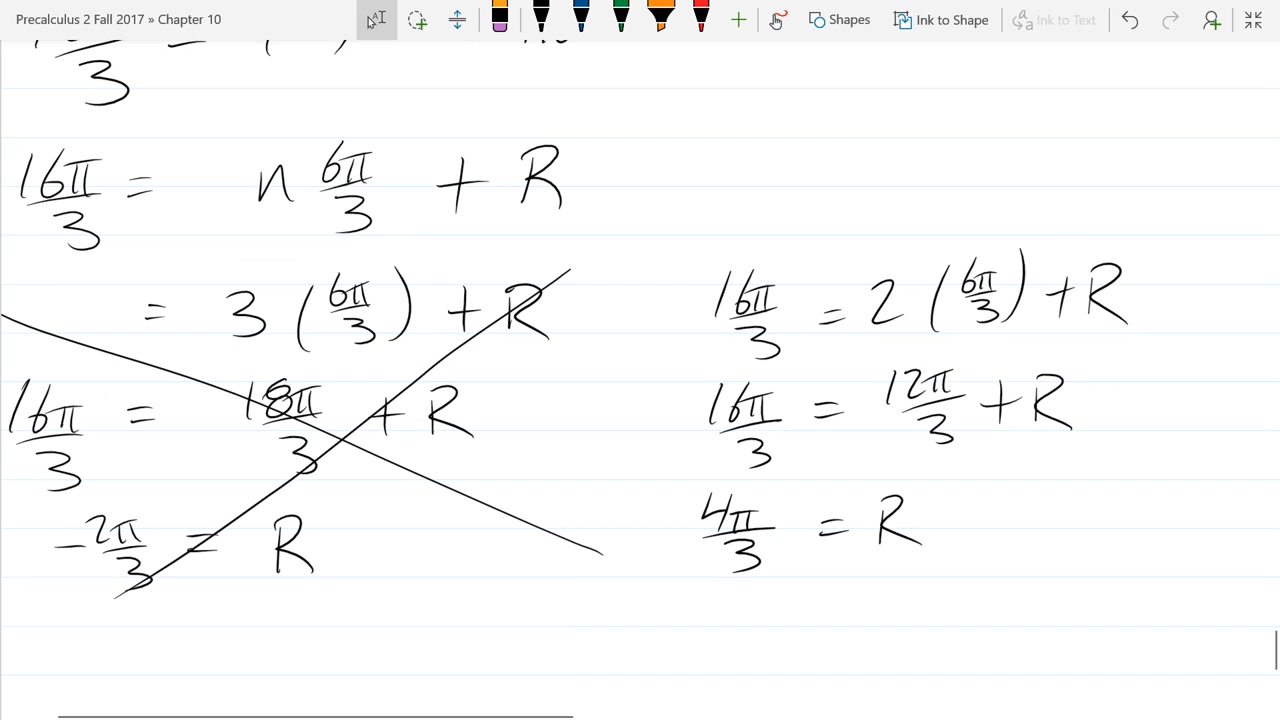 Precalculus 2 Fall 2017 » Chapter 10
Shapes
Ink to Shape
Ink to Text
3
16π/3 = n 6π/3 + R
= 3 (6π/3) + R
16π/3 = 18π/3 + R
-2π/3 = R
16π/3 = 2 (6π/3) + R
16π/3 = 12π/3 + R
4π/3 = R